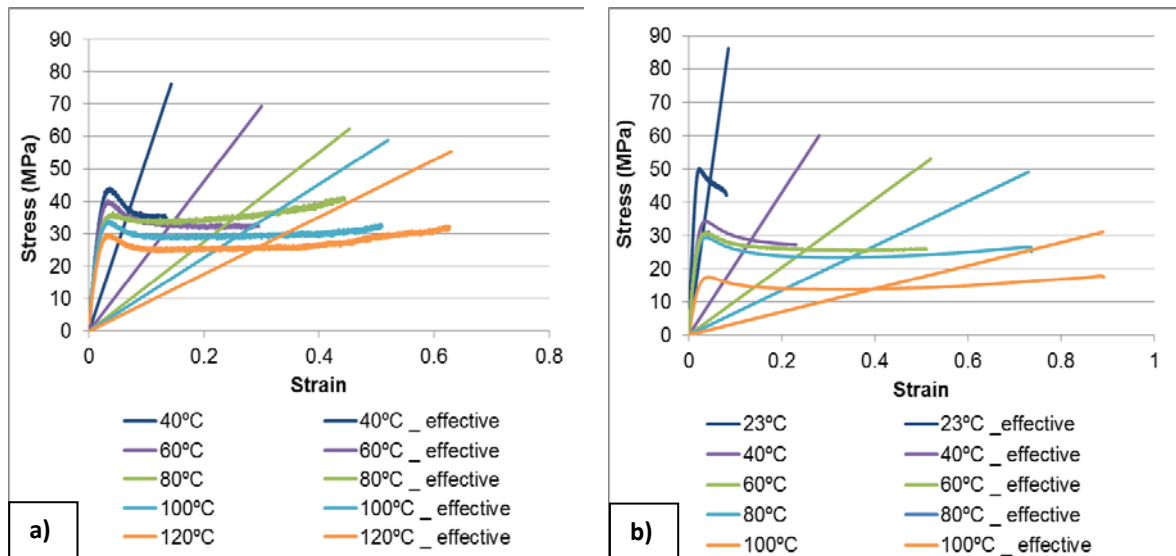 90
80
70
60
50
40
30
20
10
0
Stress (MPa)
0 0.2 0.4 0.6 0.8
Strain
40ºC 40ºC _ effective
60ºC 60ºC _ effective
80ºC 80ºC _ effective
100ºC 100ºC _ effective
120ºC 120ºC _ effective
a)
90
80
70
60
50
40
30
20
10
0
Stress (MPa)
0 0.2 0.4 0.6 0.8 1
Strain
23ºC 23ºC _effective
40ºC 40ºC _ effective
60ºC 60ºC _ effective
80ºC 80ºC _ effective
100ºC 100ºC _ effective
b)